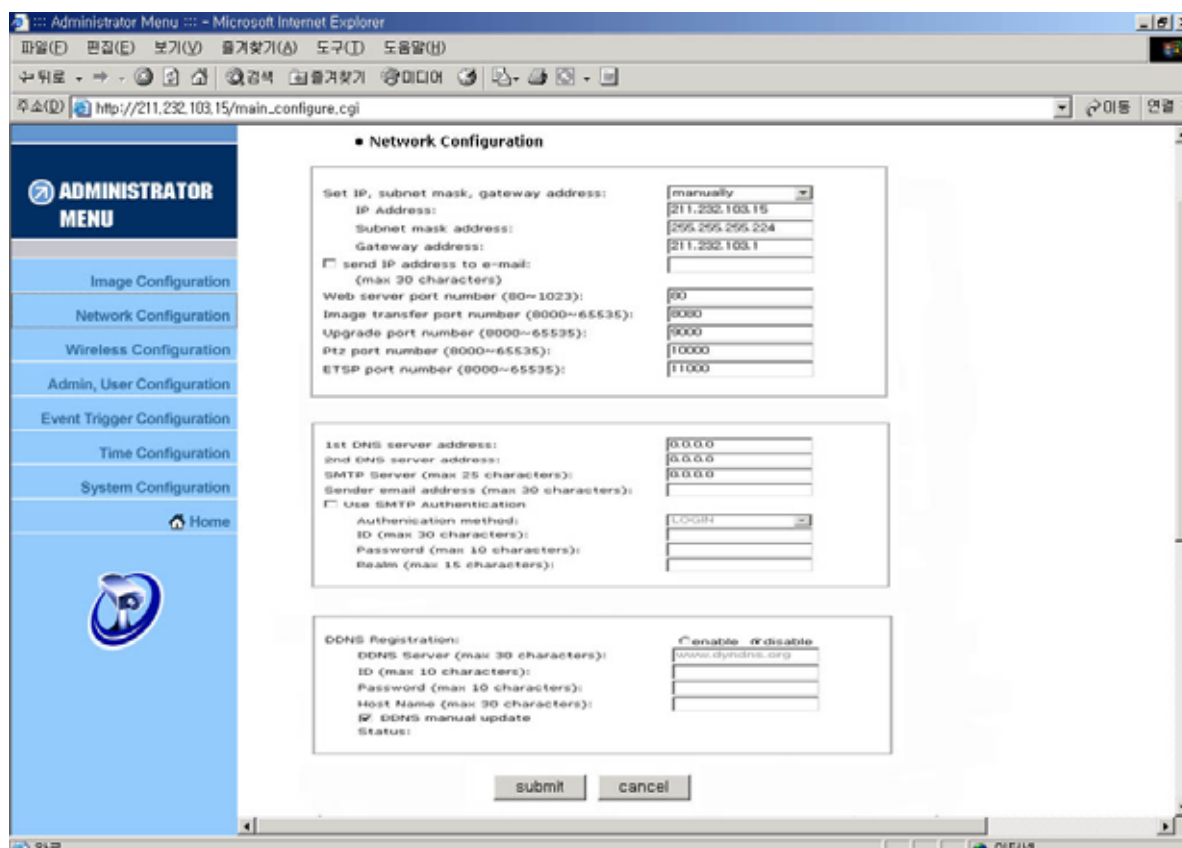 ::: Administrator Menu ::: - Microsoft Internet Explorer
파일(F) 편집(E) 보기(V) 즐겨찾기(A) 도구(T) 도움말(H)
뒤로 검색 즐겨찾기 미디어
주소(D) http://211.232.103.15/main_configure.cgi 이동 연결
ADMINISTRATOR
MENU
Image Configuration
Network Configuration
Wireless Configuration
Admin, User Configuration
Event Trigger Configuration
Time Configuration
System Configuration
Home
• Network Configuration
Set IP, subnet mask, gateway address: manually
IP Address: 211.232.103.15
Subnet mask address: 255.255.255.224
Gateway address: 211.232.103.1
send IP address to e-mail:
(max 30 characters)
Web server port number (80~1023): 80
Image transfer port number (8000~65535): 8080
Upgrade port number (8000~65535): 9000
Ptz port number (8000~65535): 10000
ETSP port number (8000~65535): 11000
1st DNS server address: 0.0.0.0
2nd DNS server address: 0.0.0.0
SMTP Server (max 25 characters): 0.0.0.0
Sender email address (max 30 characters):
Use SMTP Authentication
Authenication method: LOGIN
ID (max 30 characters):
Password (max 10 characters):
Realm (max 15 characters):
DDNS Registration: enable disable
DDNS Server (max 30 characters): www.dyndns.org
ID (max 10 characters):
Password (max 10 characters):
Host Name (max 30 characters):
DDNS manual update
Status:
submit cancel